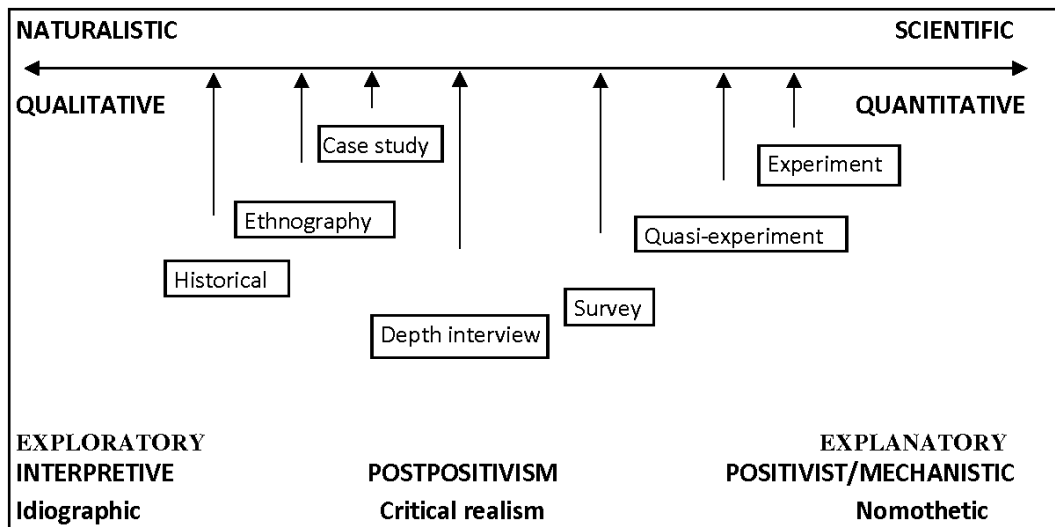 NATURALISTIC SCIENTIFIC
QUALITATIVE QUANTITATIVE
Case study
Experiment
Ethnography
Quasi-experiment
Historical
Survey
Depth interview
EXPLORATORY EXPLANATORY
INTERPRETIVE POSTPOSITIVISM POSITIVIST/MECHANISTIC
Idiographic Critical realism Nomothetic